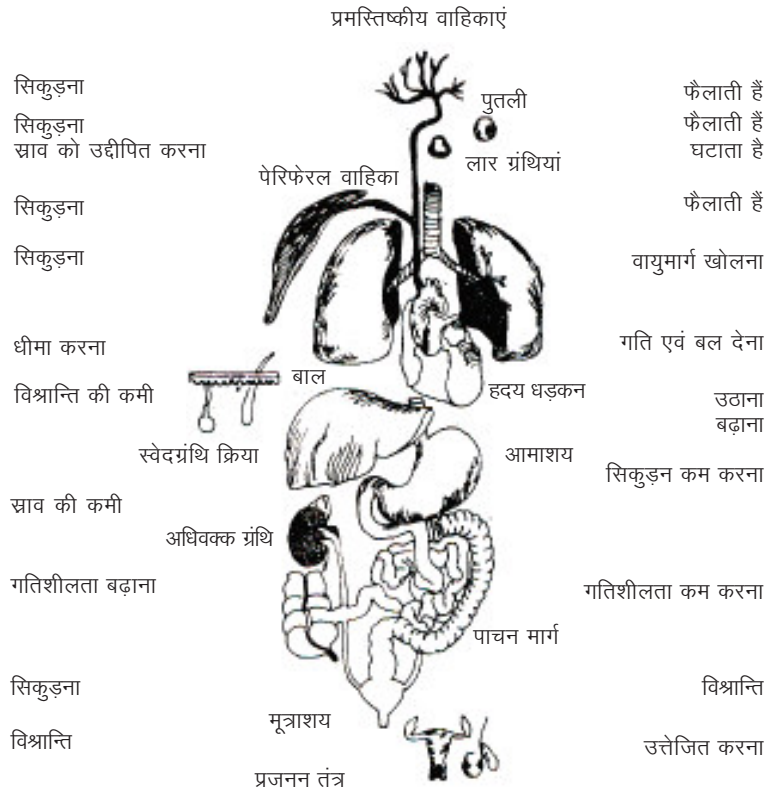 प्रमस्तिष्कीय वाहिकाएं
सिकुड़ना
पुतली
फैलाती हैं
सिकुड़ना
फैलाती हैं
स्राव को उद्दीपित करना
लार ग्रंथियां
घटाता है
पेरिफेरल वाहिका
सिकुड़ना
फैलाती हैं
सिकुड़ना
वायुमार्ग खोलना
धीमा करना
गति एवं बल देना
बाल
विश्रान्ति की कमी
हदय धड़कन
उठाना
बढ़ाना
स्वेदग्रंथि क्रिया
आमाशय
सिकुड़न कम करना
स्राव की कमी
अधिवक्क ग्रंथि
गतिशीलता बढ़ाना
गतिशीलता कम करना
पाचन मार्ग
सिकुड़ना
विश्रान्ति
मूत्राशय
विश्रान्ति
उत्तेजित करना
प्रजनन तंत्र